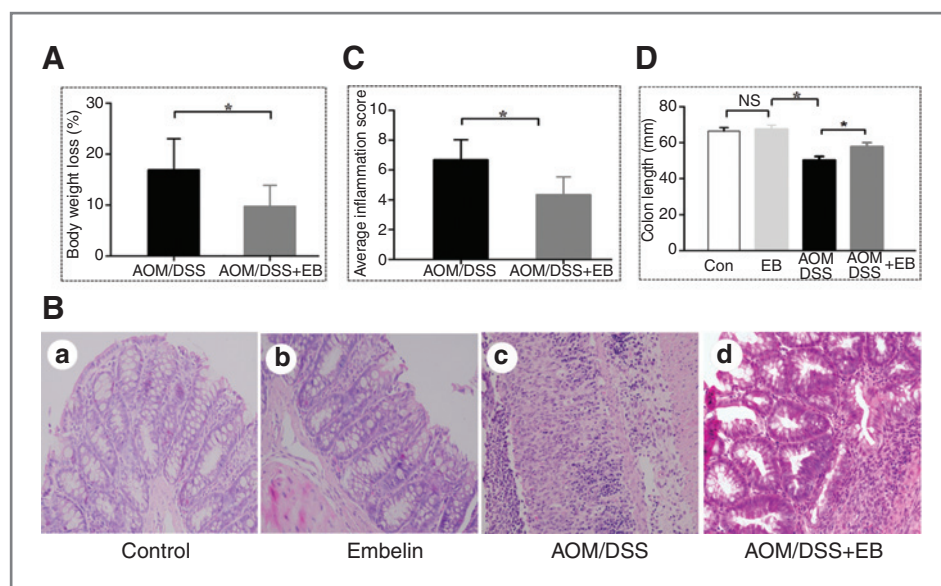 A
Body weight loss (%)
30
20
10
0
*
AOM/DSS AOM/DSS+EB
C
Average inflammation score
10
8
6
4
2
0
*
AOM/DSS AOM/DSS+EB
D
Colon length (mm)
80
60
40
20
0
NS
*
*
Con EB AOM DSS AOM DSS +EB
B
a b c d
Control Embelin AOM/DSS AOM/DSS+EB